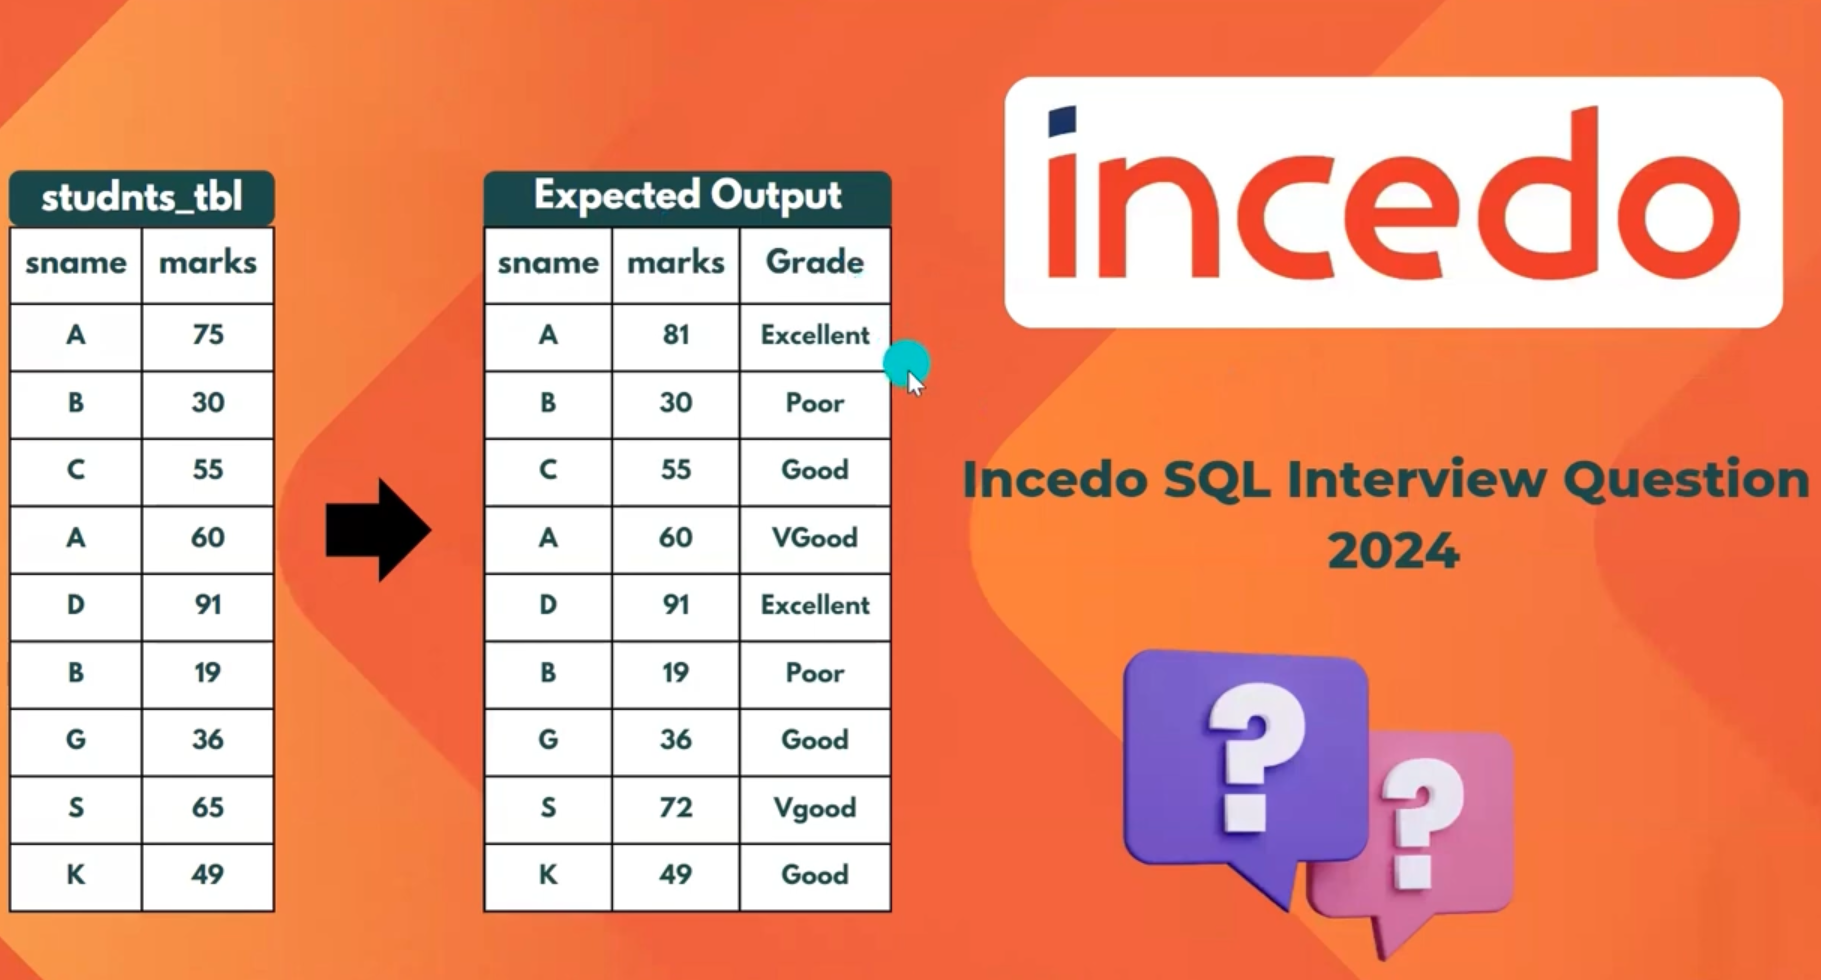 incedo
studnts_tbl
sname marks
A 75
B 30
C 55
A 60
D 91
B 19
G 36
S 65
K 49
Expected Output
sname marks Grade
A 81 Excellent
B 30 Poor
C 55 Good
A 60 VGood
D 91 Excellent
B 19 Poor
G 36 Good
S 72 Vgood
K 49 Good
Incedo SQL Interview Question
2024
?
?